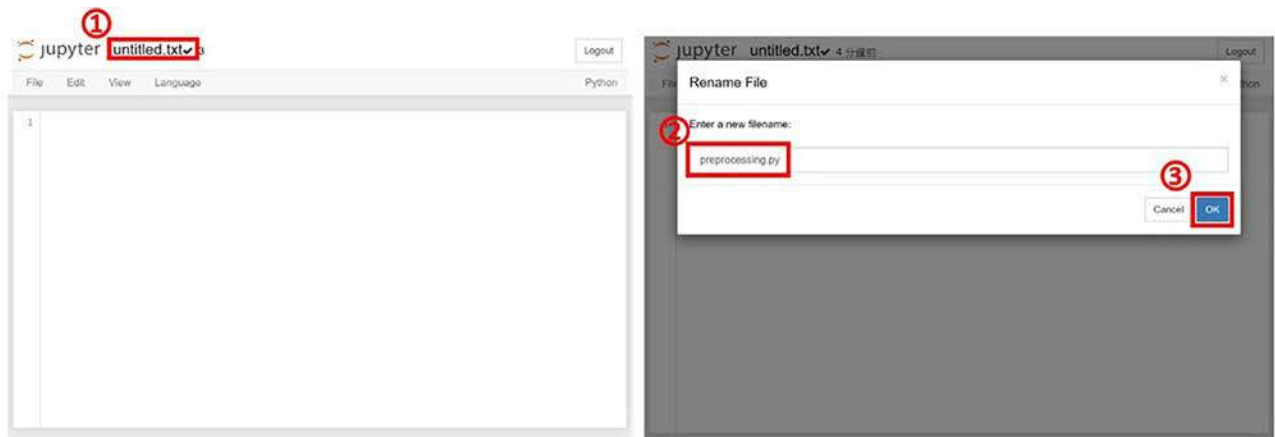 ①
jupyter untitled.txt✔ 3
Logout
File Edit View Language Python
1
jupyter untitled.txt✔ 4 分鐘前
Logout
Rename File ×
Enter a new filename:
②
preprocessing.py
③
Cancel OK